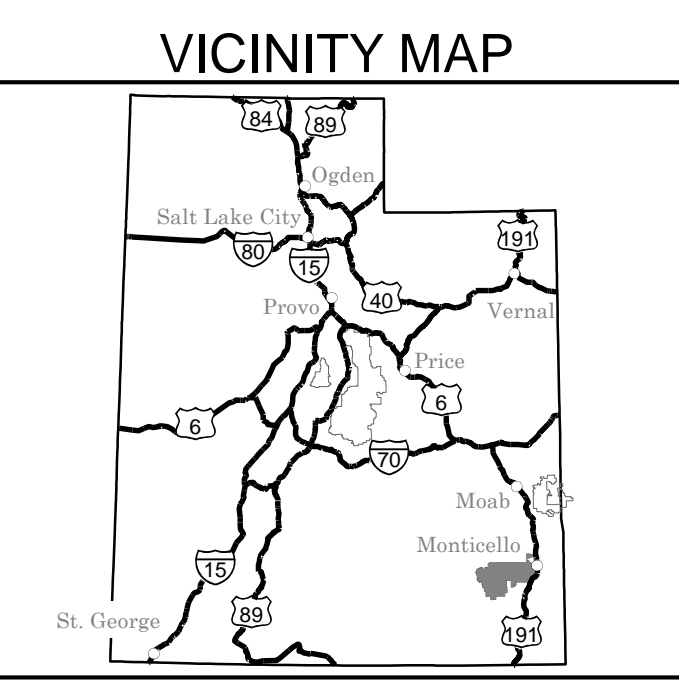 VICINITY MAP
84
89
Ogden
Salt Lake City
191
80
15
40
Provo
Vernal
Price
6
6
70
Moab
Monticello
15
89
St. George
191